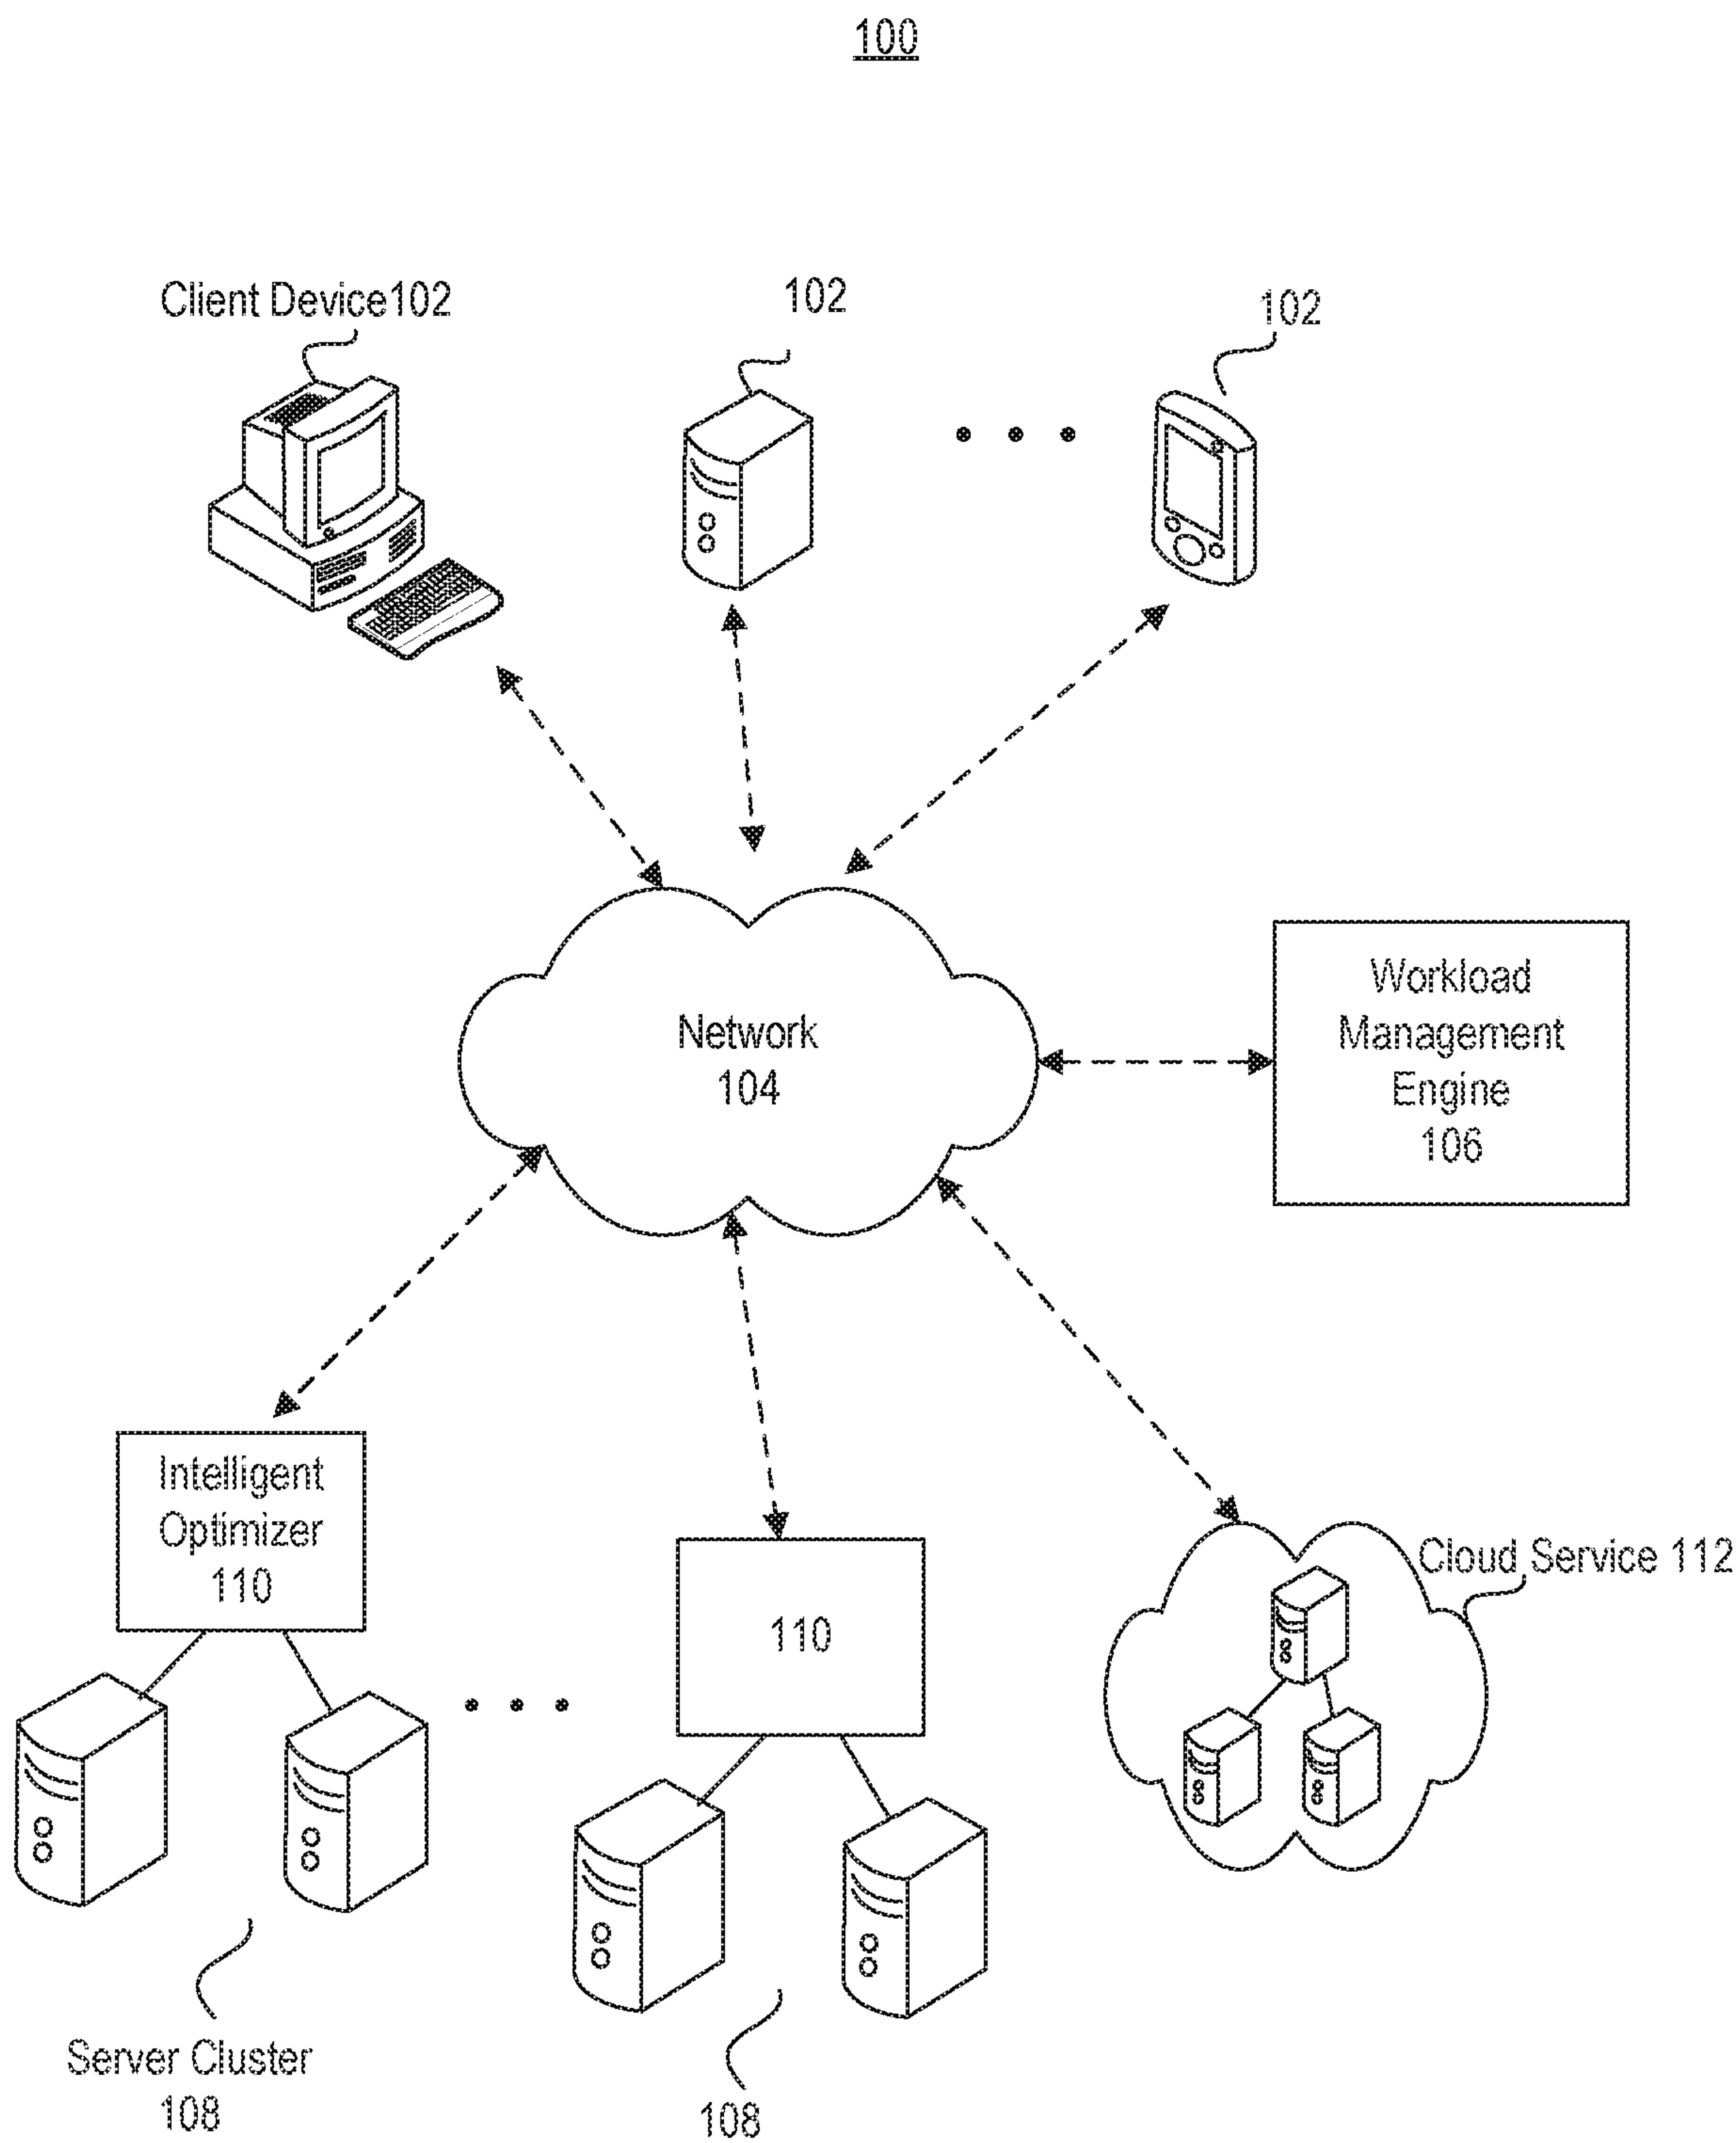 100
Client Device102
102
102
Network
104
Workload
Management
Engine
106
Intelligent
Optimizer
110
110
Cloud Service 112
Server Cluster
108
108